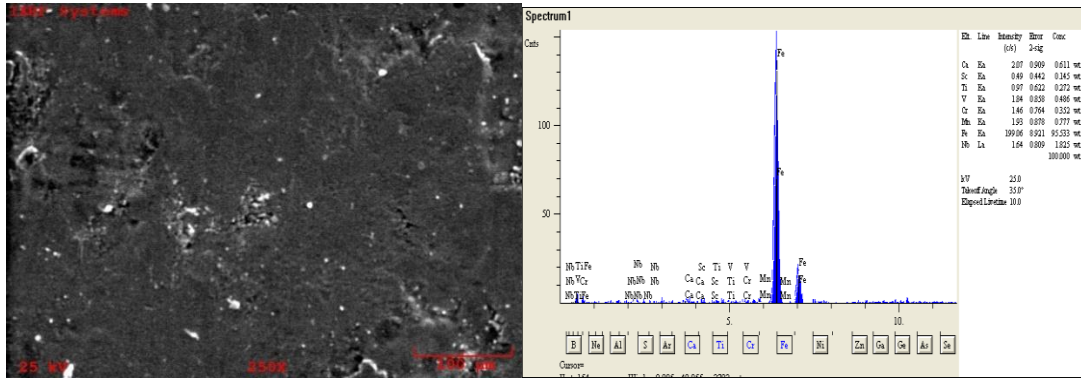 Spectrum1
Cnts
100
50
5.
10.
Fe
Fe
Fe
Fe
Nb Ti Fe
Nb V Cr
Nb Ti Fe
Nb Nb
Nb Nb Nb
Nb Nb Nb
Sc Ti V V
Ca Ca Sc Ti Cr Mn Mn
Ca Ca Sc Ti Cr Mn Mn
B Ne Al S Ar Ca Ti Cr Fe Ni Zn Ga Ge As Se
Cursor=
Elt. Line Intensity Error Conc
(c/s) 2-sig
Ca Ka 2.07 0.909 0.611 wt
Sc Ka 0.49 0.442 0.145 wt
Ti Ka 0.97 0.622 0.272 wt
V Ka 1.84 0.858 0.486 wt
Cr Ka 1.46 0.764 0.352 wt
Mn Ka 1.93 0.878 0.777 wt
Fe Ka 199.06 8.921 95.533 wt
Nb La 1.64 0.809 1.825 wt
100.000 wt
kV 25.0
Takeoff Angle 35.0°
Elapsed Livetime 10.0
Systems
25 kV 250X 100 µm